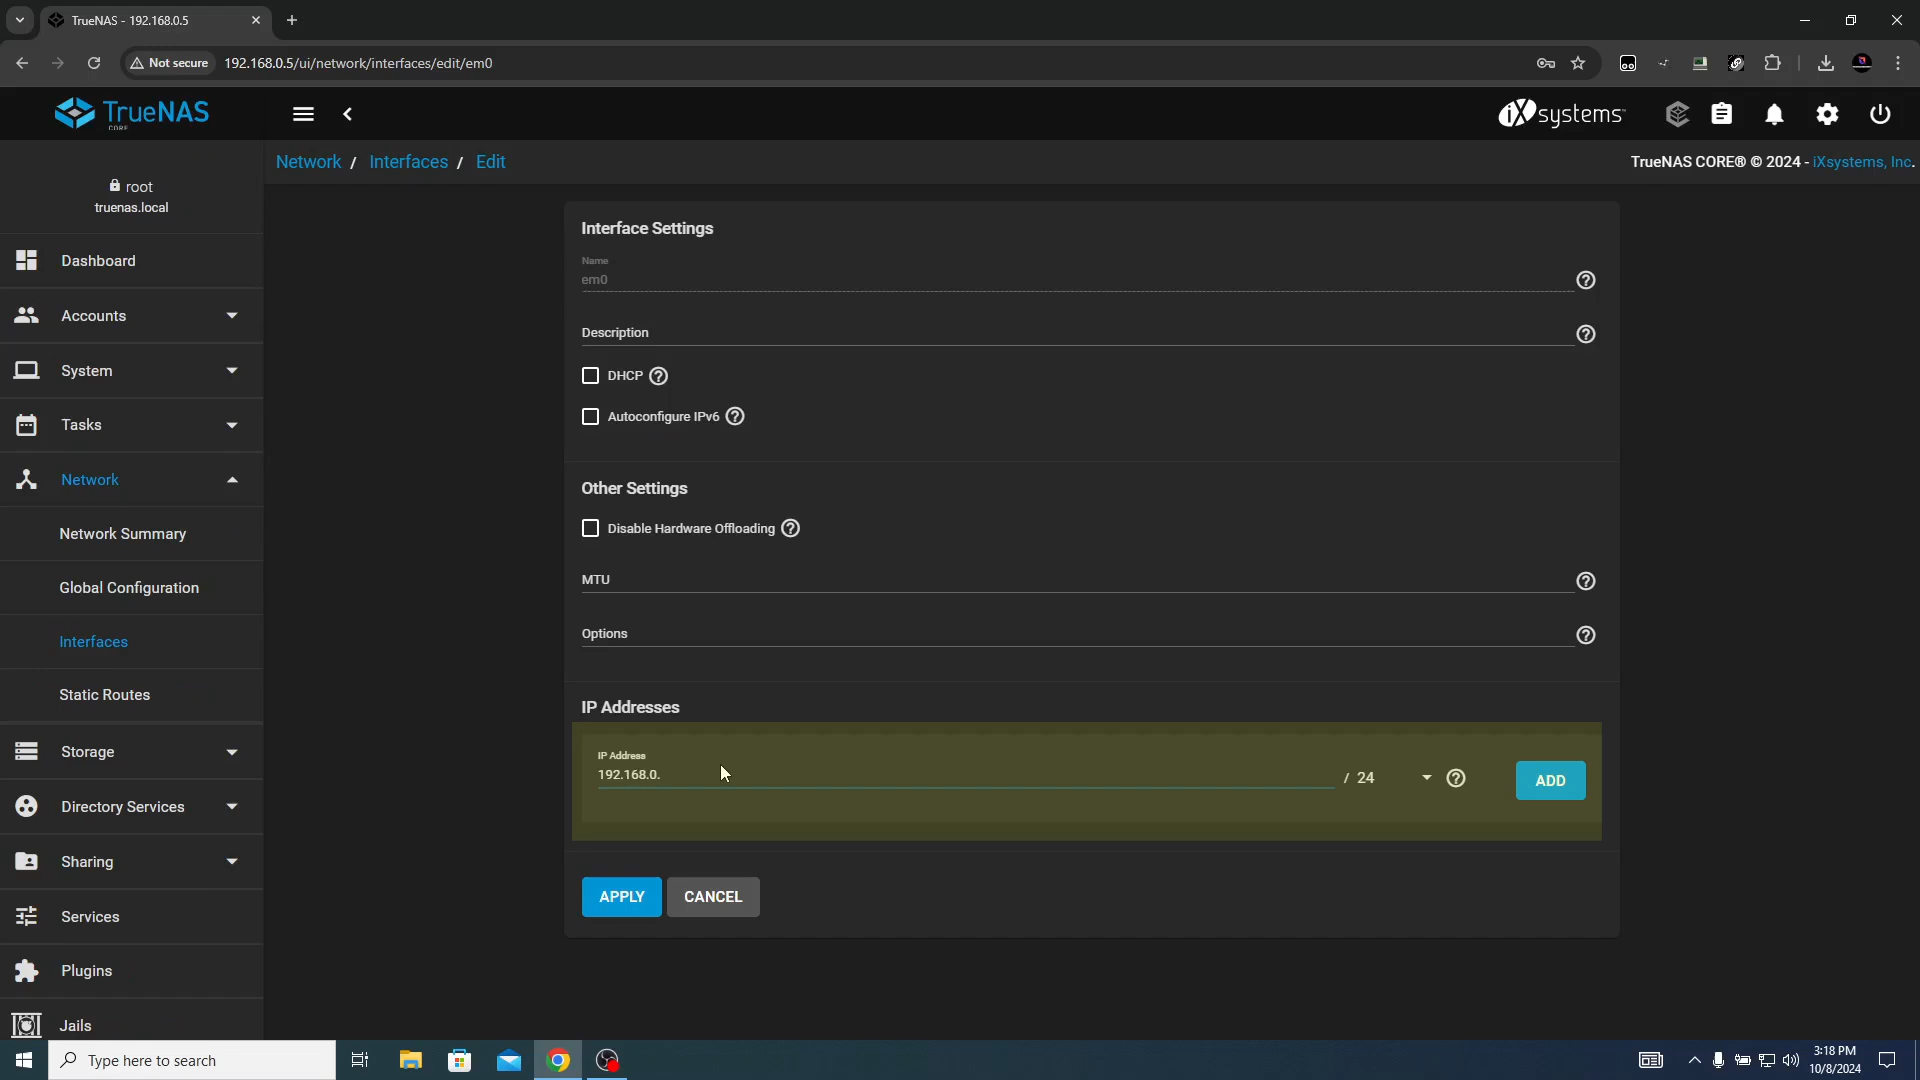 TrueNAS - 192.168.0.5
Not secure
192.168.0.5/ui/network/interfaces/edit/em0
TrueNAS
CORE
iXsystems
Network / Interfaces / Edit
TrueNAS CORE® © 2024 - iXsystems, Inc.
root
truenas.local
Dashboard
Accounts
System
Tasks
Network
Network Summary
Global Configuration
Interfaces
Static Routes
Storage
Directory Services
Sharing
Services
Plugins
Jails
Interface Settings
Name
em0
Description
DHCP
Autoconfigure IPv6
Other Settings
Disable Hardware Offloading
MTU
Options
IP Addresses
IP Address
192.168.0.
/ 24
ADD
APPLY
CANCEL
Type here to search
3:18 PM
10/8/2024